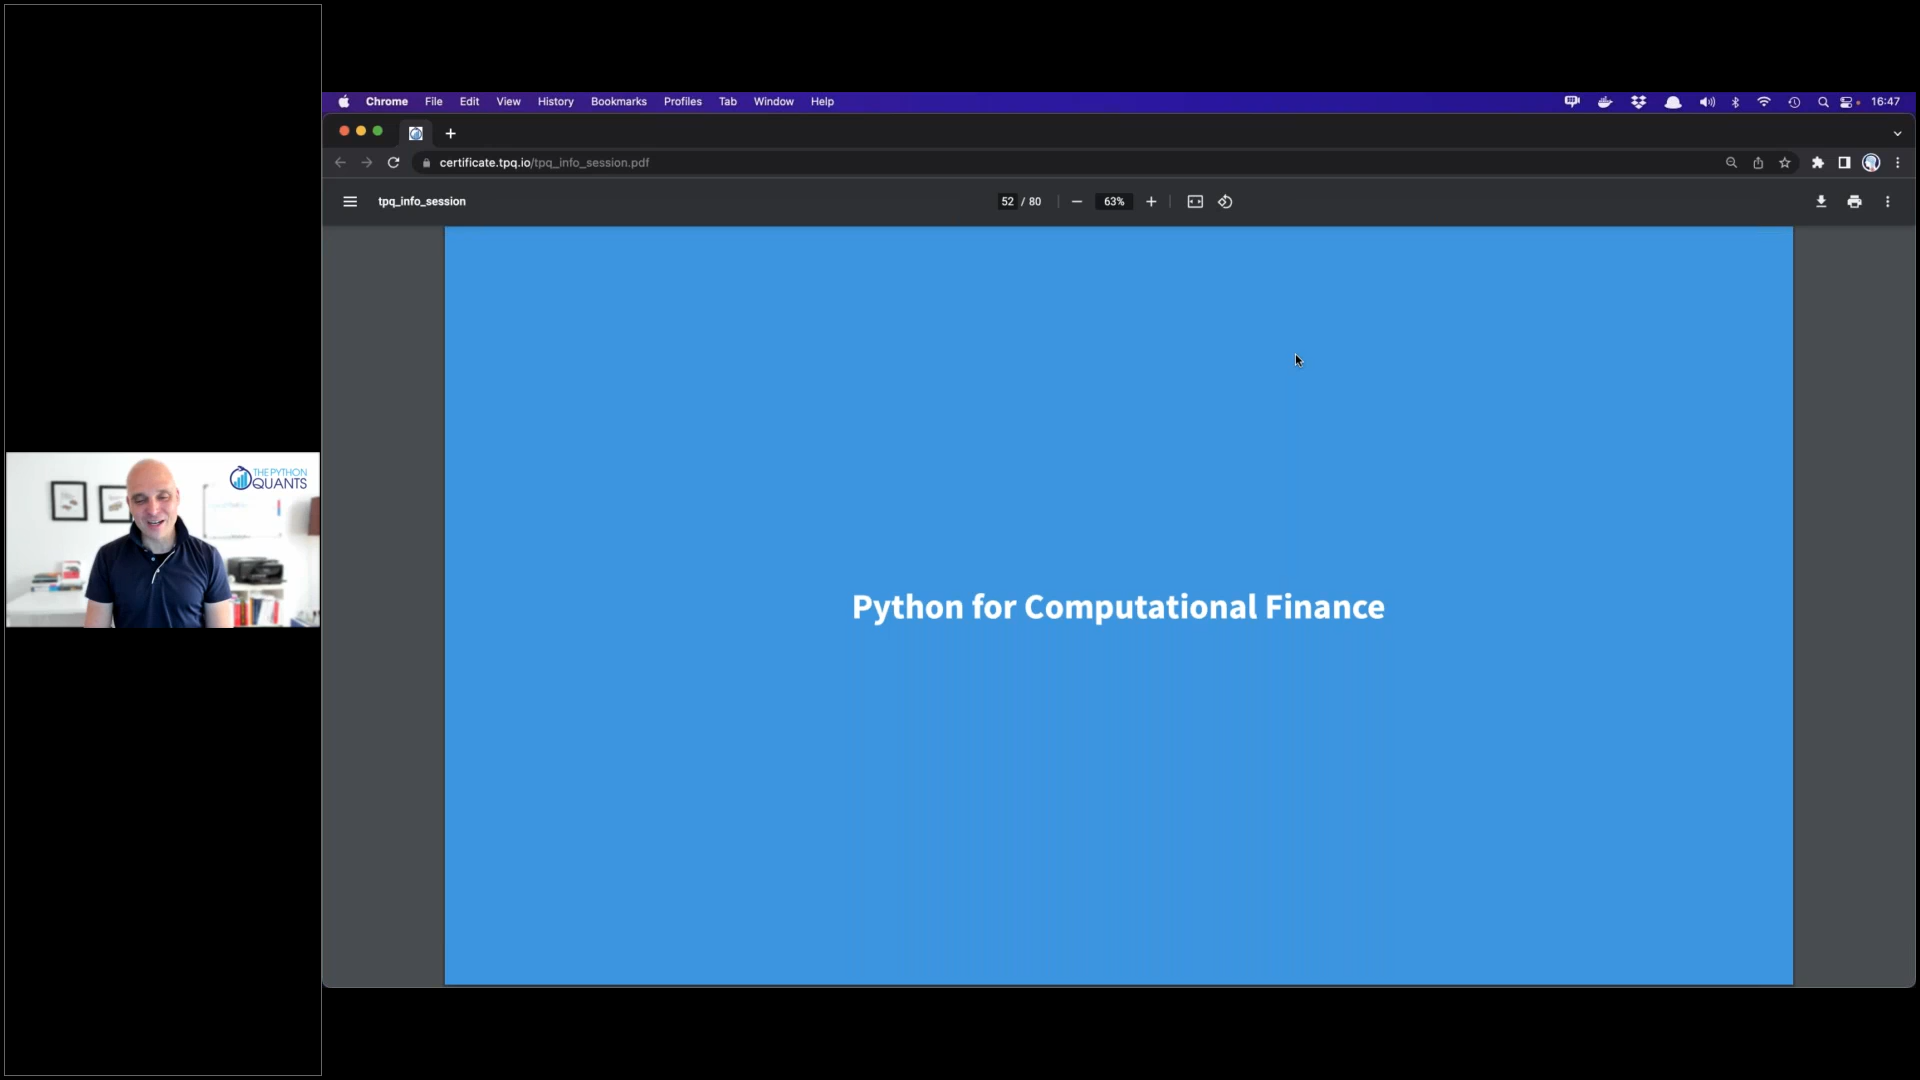 THE PYTHON
QUANTS
Chrome File Edit View History Bookmarks Profiles Tab Window Help 16:47
certificate.tpq.io/tpq_info_session.pdf
tpq_info_session 52 / 80 63%
Python for Computational Finance